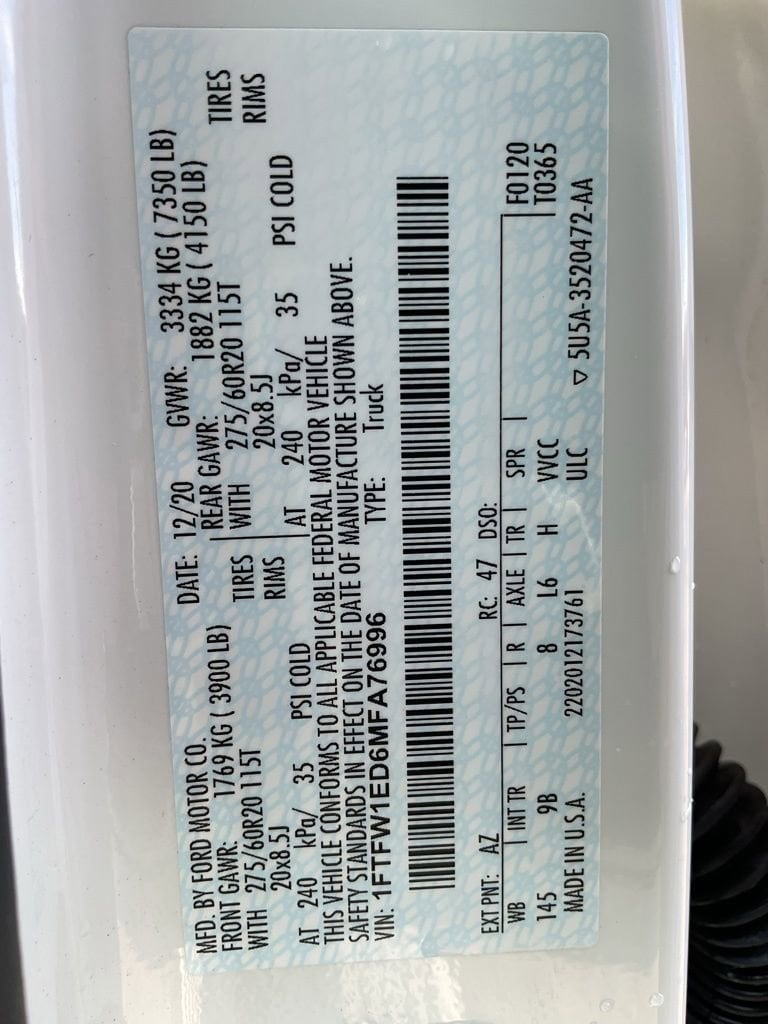 MFD. BY FORD MOTOR CO. DATE: 12/20 GVWR: 3334 KG ( 7350 LB)
FRONT GAWR: 1769 KG ( 3900 LB) REAR GAWR: 1882 KG ( 4150 LB)
WITH 275/60R20 115T TIRES WITH 275/60R20 115T TIRES
20x8.5J RIMS 20x8.5J RIMS
AT 240 kPa/ 35 PSI COLD AT 240 kPa/ 35 PSI COLD
THIS VEHICLE CONFORMS TO ALL APPLICABLE FEDERAL MOTOR VEHICLE
SAFETY STANDARDS IN EFFECT ON THE DATE OF MANUFACTURE SHOWN ABOVE.
VIN: 1FTFW1ED6MFA76996 TYPE: Truck
EXT PNT: AZ RC: 47 DSO: F0120
WB INT TR TP/PS R AXLE TR SPR T0365
145 9B 8 L6 H VVCC
MADE IN U.S.A. 2202012173761 ULC ▽ 5U5A-3520472-AA